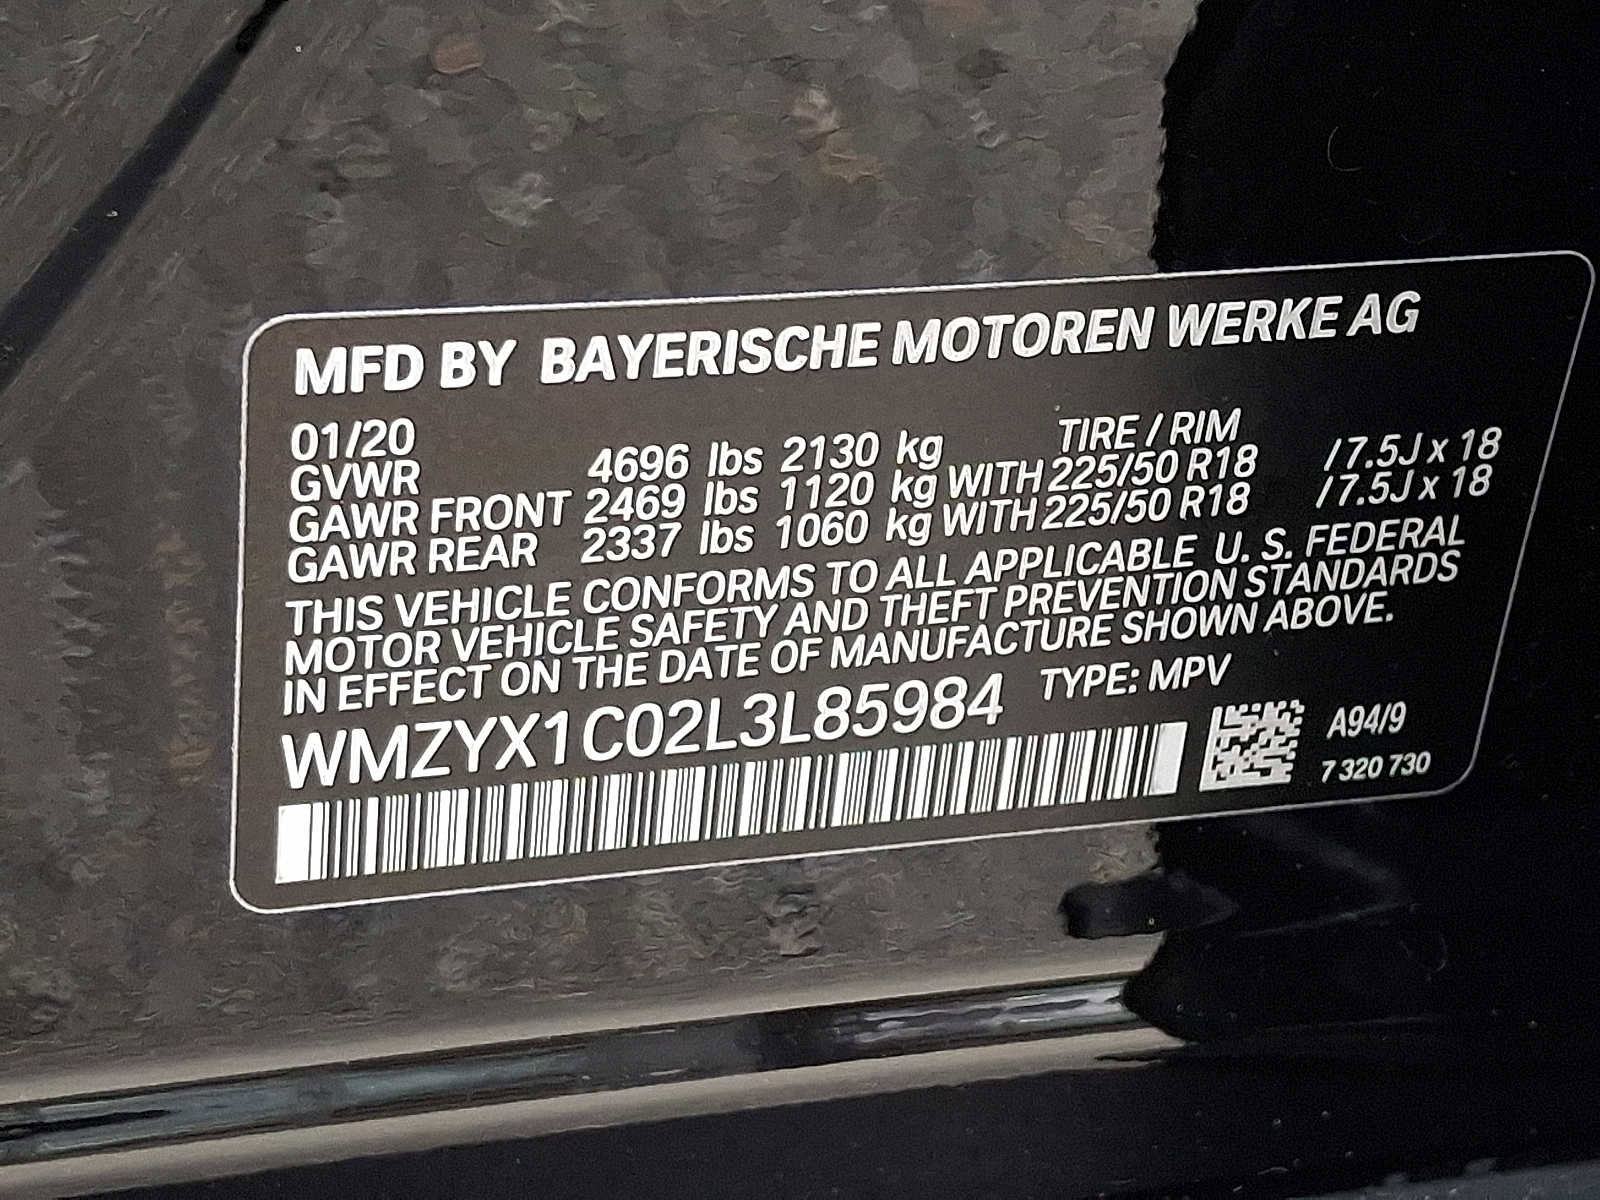 MFD BY BAYERISCHE MOTOREN WERKE AG
01/20 TIRE / RIM
GVWR 4696 lbs 2130 kg
GAWR FRONT 2469 lbs 1120 kg WITH 225/50 R18 / 7.5J x 18
GAWR REAR 2337 lbs 1060 kg WITH 225/50 R18 / 7.5J x 18
THIS VEHICLE CONFORMS TO ALL APPLICABLE U. S. FEDERAL
MOTOR VEHICLE SAFETY AND THEFT PREVENTION STANDARDS
IN EFFECT ON THE DATE OF MANUFACTURE SHOWN ABOVE.
WMZYX1C02L3L85984 TYPE: MPV
A94/9
7 320 730